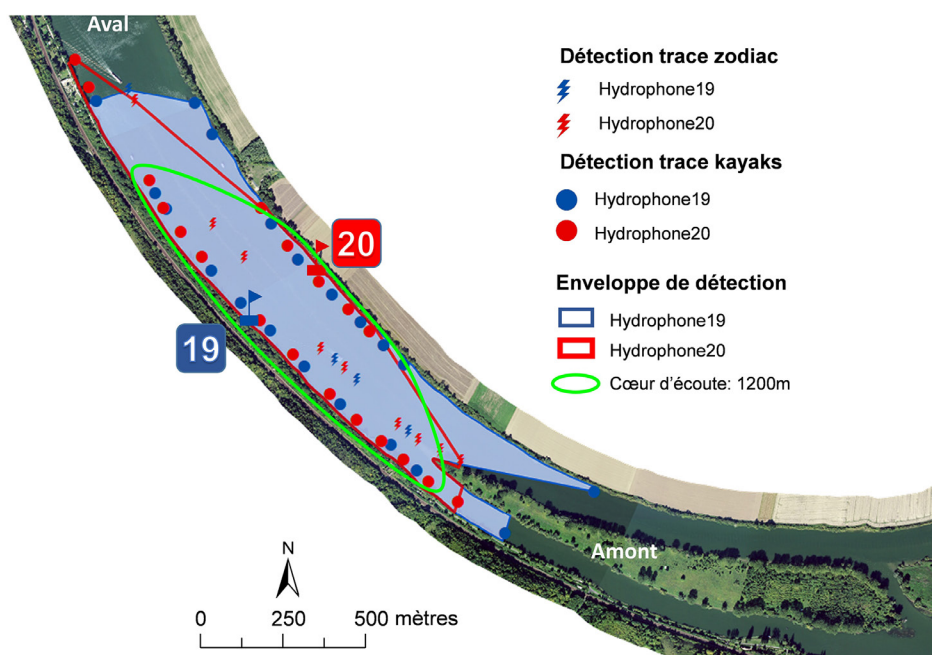 Aval
Détection trace zodiac
Hydrophone19
Hydrophone20
Détection trace kayaks
Hydrophone19
Hydrophone20
20
Enveloppe de détection
Hydrophone19
Hydrophone20
Cœur d'écoute: 1200m
19
Amont
N
0 250 500 mètres